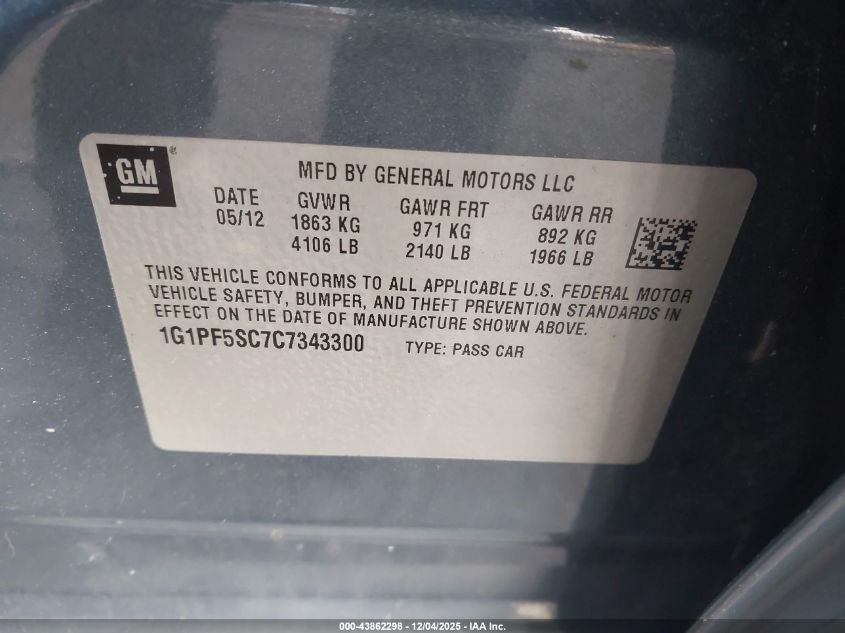 GM ®
MFD BY GENERAL MOTORS LLC
DATE GVWR GAWR FRT GAWR RR
05/12 1863 KG 971 KG 892 KG
4106 LB 2140 LB 1966 LB
THIS VEHICLE CONFORMS TO ALL APPLICABLE U.S. FEDERAL MOTOR
VEHICLE SAFETY, BUMPER, AND THEFT PREVENTION STANDARDS IN
EFFECT ON THE DATE OF MANUFACTURE SHOWN ABOVE.
1G1PF5SC7C7343300 TYPE: PASS CAR
000-43862298 - 12/04/2025 - IAA Inc.